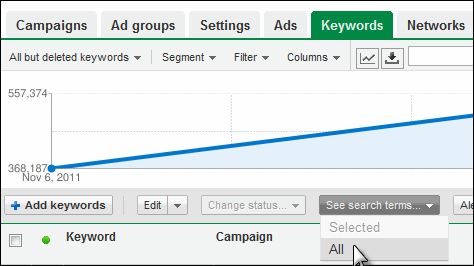 Campaigns Ad groups Settings Ads Keywords Networks
All but deleted keywords Segment Filter Columns
557,374
368,187
Nov 6, 2011
Add keywords Edit Change status... See search terms... Ale
Selected
Keyword Campaign
All